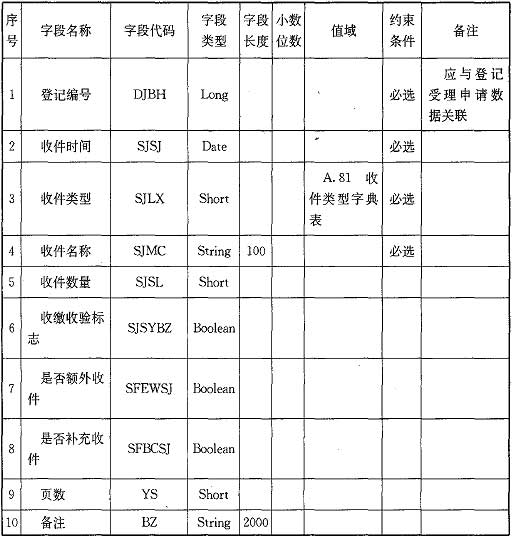 序号 字段名称 字段代码 字段类型 字段长度 小数位数 值域 约束条件 备注
1 登记编号 DJBH Long 必选 应与登记受理申请数据关联
2 收件时间 SJSJ Date 必选
3 收件类型 SJLX Short A.81 收件类型字典表 必选
4 收件名称 SJMC String 100 必选
5 收件数量 SJSL Short
6 收缴收验标志 SJSYBZ Boolean
7 是否额外收件 SFEWSJ Boolean
8 是否补充收件 SFBCSJ Boolean
9 页数 YS Short
10 备注 BZ String 2000